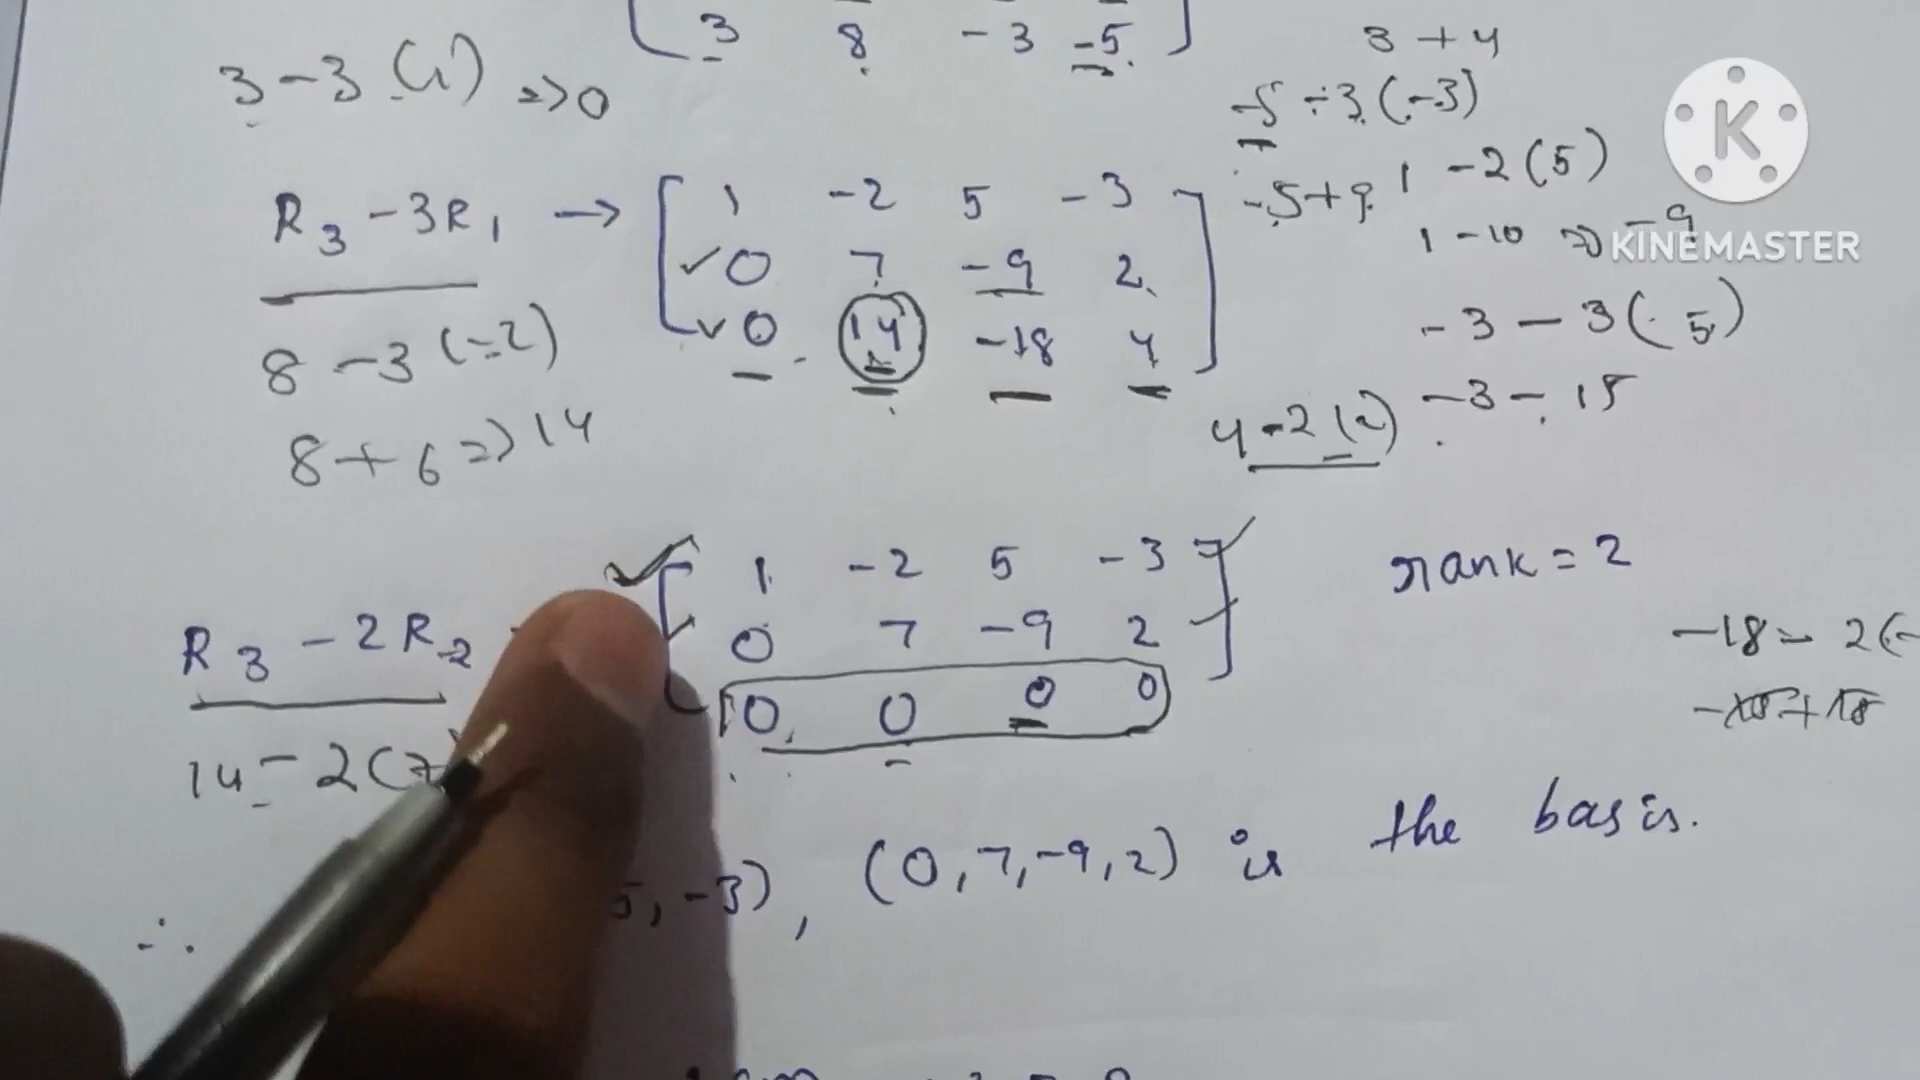 3 8 -3 -5
3 + 4
3 - 3 (1) => 0
-5 - 3 (-3)
1 - 2 (5)
-5 + 9
1 - 10 => -9
KINEMASTER
R3 - 3R1 → [ 1 -2 5 -3
0 7 -9 2
0 14 -18 4 ]
8 - 3 (-2)
-3 - 3 ( 5)
8 + 6 => 14
4 - 2 (2)
-3 - 15
R3 - 2R2
[ 1 -2 5 -3
0 7 -9 2
0 0 0 0 ]
rank = 2
-18 - 2(-
-18 + 18
14 - 2(7
∴ 5, -3), (0, 7, -9, 2) is the basis.